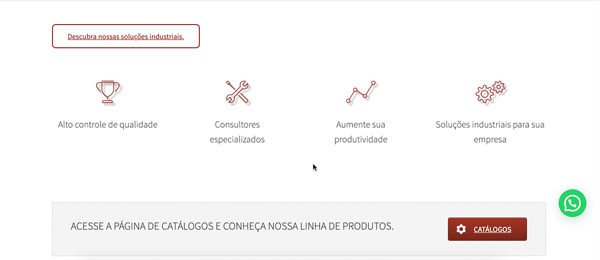 Descubra nossas soluções industriais.
Alto controle de qualidade
Consultores
especializados
Aumente sua
produtividade
Soluções industriais para sua
empresa
ACESSE A PÁGINA DE CATÁLOGOS E CONHEÇA NOSSA LINHA DE PRODUTOS.
CATÁLOGOS